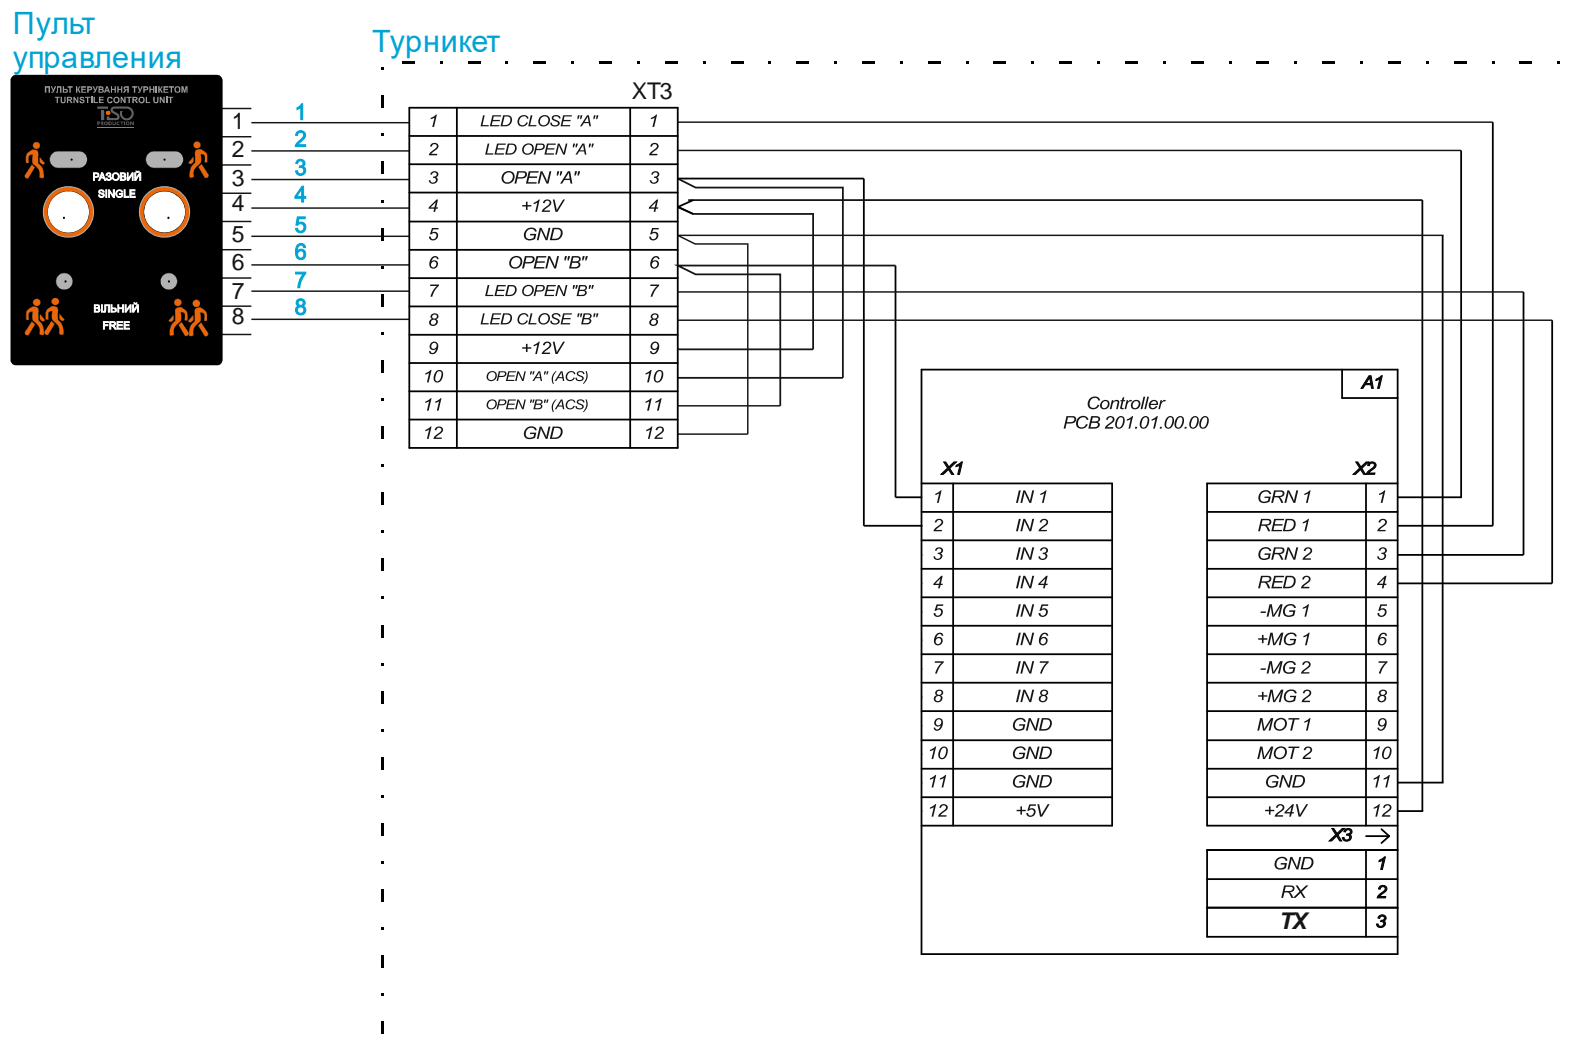 Пульт
управления
Турникет
ПУЛЬТ КЕРУВАННЯ ТУРНІКЕТОМ
TURNSTILE CONTROL UNIT
TiSO
PRODUCTION
РАЗОВИЙ
SINGLE
ВІЛЬНИЙ
FREE
1 1
2 2
3 3
4 4
5 5
6 6
7 7
8 8
XT3
1 LED CLOSE "A" 1
2 LED OPEN "A" 2
3 OPEN "A" 3
4 +12V 4
5 GND 5
6 OPEN "B" 6
7 LED OPEN "B" 7
8 LED CLOSE "B" 8
9 +12V 9
10 OPEN "A" (ACS) 10
11 OPEN "B" (ACS) 11
12 GND 12
A1
Controller
PCB 201.01.00.00
X1
1 IN 1
2 IN 2
3 IN 3
4 IN 4
5 IN 5
6 IN 6
7 IN 7
8 IN 8
9 GND
10 GND
11 GND
12 +5V
X2
GRN 1 1
RED 1 2
GRN 2 3
RED 2 4
-MG 1 5
+MG 1 6
-MG 2 7
+MG 2 8
MOT 1 9
MOT 2 10
GND 11
+24V 12
X3 →
GND 1
RX 2
TX 3